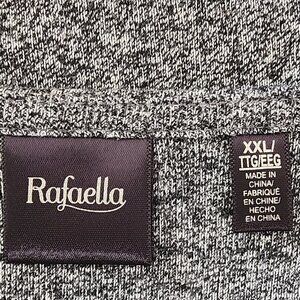 Rafaella
XXL/
TTG/EEG
MADE IN
CHINA/
FABRIQUÉ
EN CHINE/
HECHO
EN CHINA